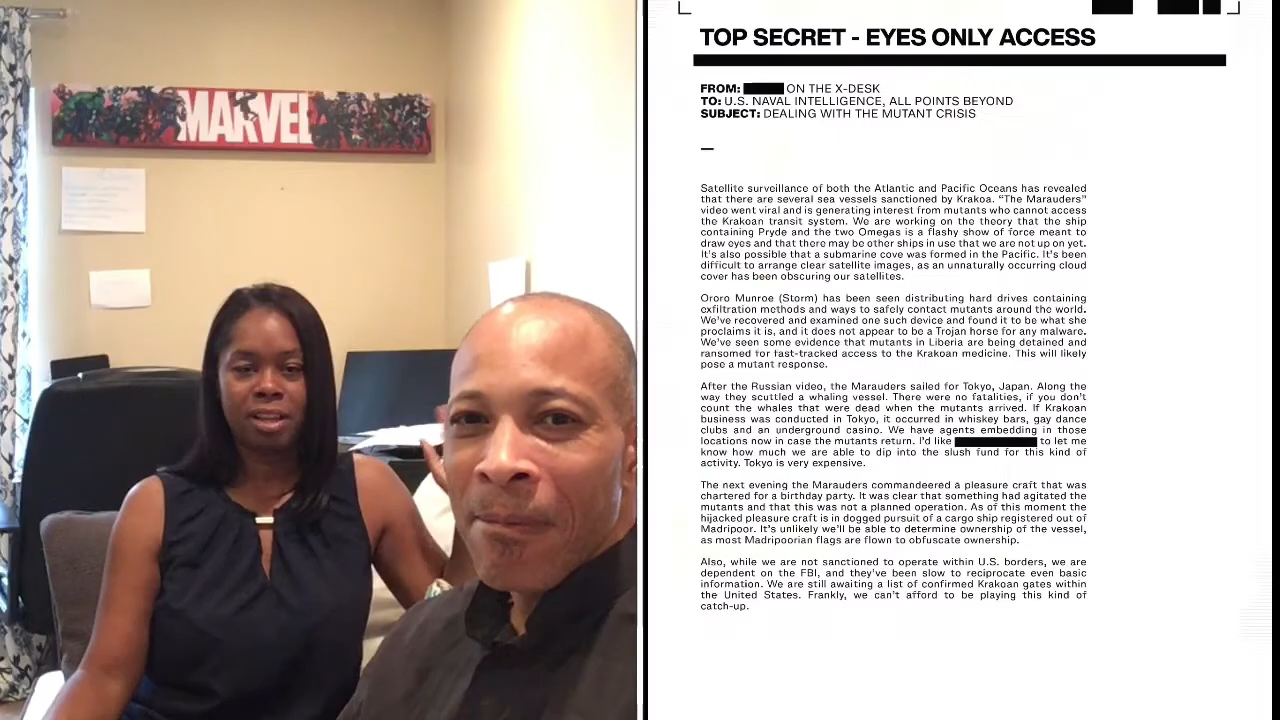 MARVEL
TOP SECRET - EYES ONLY ACCESS
FROM: ON THE X-DESK
TO: U.S. NAVAL INTELLIGENCE, ALL POINTS BEYOND
SUBJECT: DEALING WITH THE MUTANT CRISIS
—
Satellite surveillance of both the Atlantic and Pacific Oceans has revealed
that there are several sea vessels sanctioned by Krakoa. “The Marauders”
video went viral and is generating interest from mutants who cannot access
the Krakoan transit system. We are working on the theory that the ship
containing Pryde and the two Omegas is a flashy show of force meant to
draw eyes and that there may be other ships in use that we are not up on yet.
It’s also possible that a submarine cove was formed in the Pacific. It’s been
difficult to arrange clear satellite images, as an unnaturally occurring cloud
cover has been obscuring our satellites.
Ororo Munroe (Storm) has been seen distributing hard drives containing
exfiltration methods and ways to safely contact mutants around the world.
We’ve recovered and examined one such device and found it to be what she
proclaims it is, and it does not appear to be a Trojan horse for any malware.
We’ve seen some evidence that mutants in Liberia are being detained and
ransomed for fast-tracked access to the Krakoan medicine. This will likely
pose a mutant response.
After the Russian video, the Marauders sailed for Tokyo, Japan. Along the
way they scuttled a whaling vessel. There were no fatalities, if you don’t
count the whales that were dead when the mutants arrived. If Krakoan
business was conducted in Tokyo, it occurred in whiskey bars, gay dance
clubs and an underground casino. We have agents embedding in those
locations now in case the mutants return. I’d like to let me
know how much we are able to dip into the slush fund for this kind of
activity. Tokyo is very expensive.
The next evening the Marauders commandeered a pleasure craft that was
chartered for a birthday party. It was clear that something had agitated the
mutants and that this was not a planned operation. As of this moment the
hijacked pleasure craft is in dogged pursuit of a cargo ship registered out of
Madripoor. It’s unlikely we’ll be able to determine ownership of the vessel,
as most Madripoorian flags are flown to obfuscate ownership.
Also, while we are not sanctioned to operate within U.S. borders, we are
dependent on the FBI, and they’ve been slow to reciprocate even basic
information. We are still awaiting a list of confirmed Krakoan gates within
the United States. Frankly, we can’t afford to be playing this kind of
catch-up.